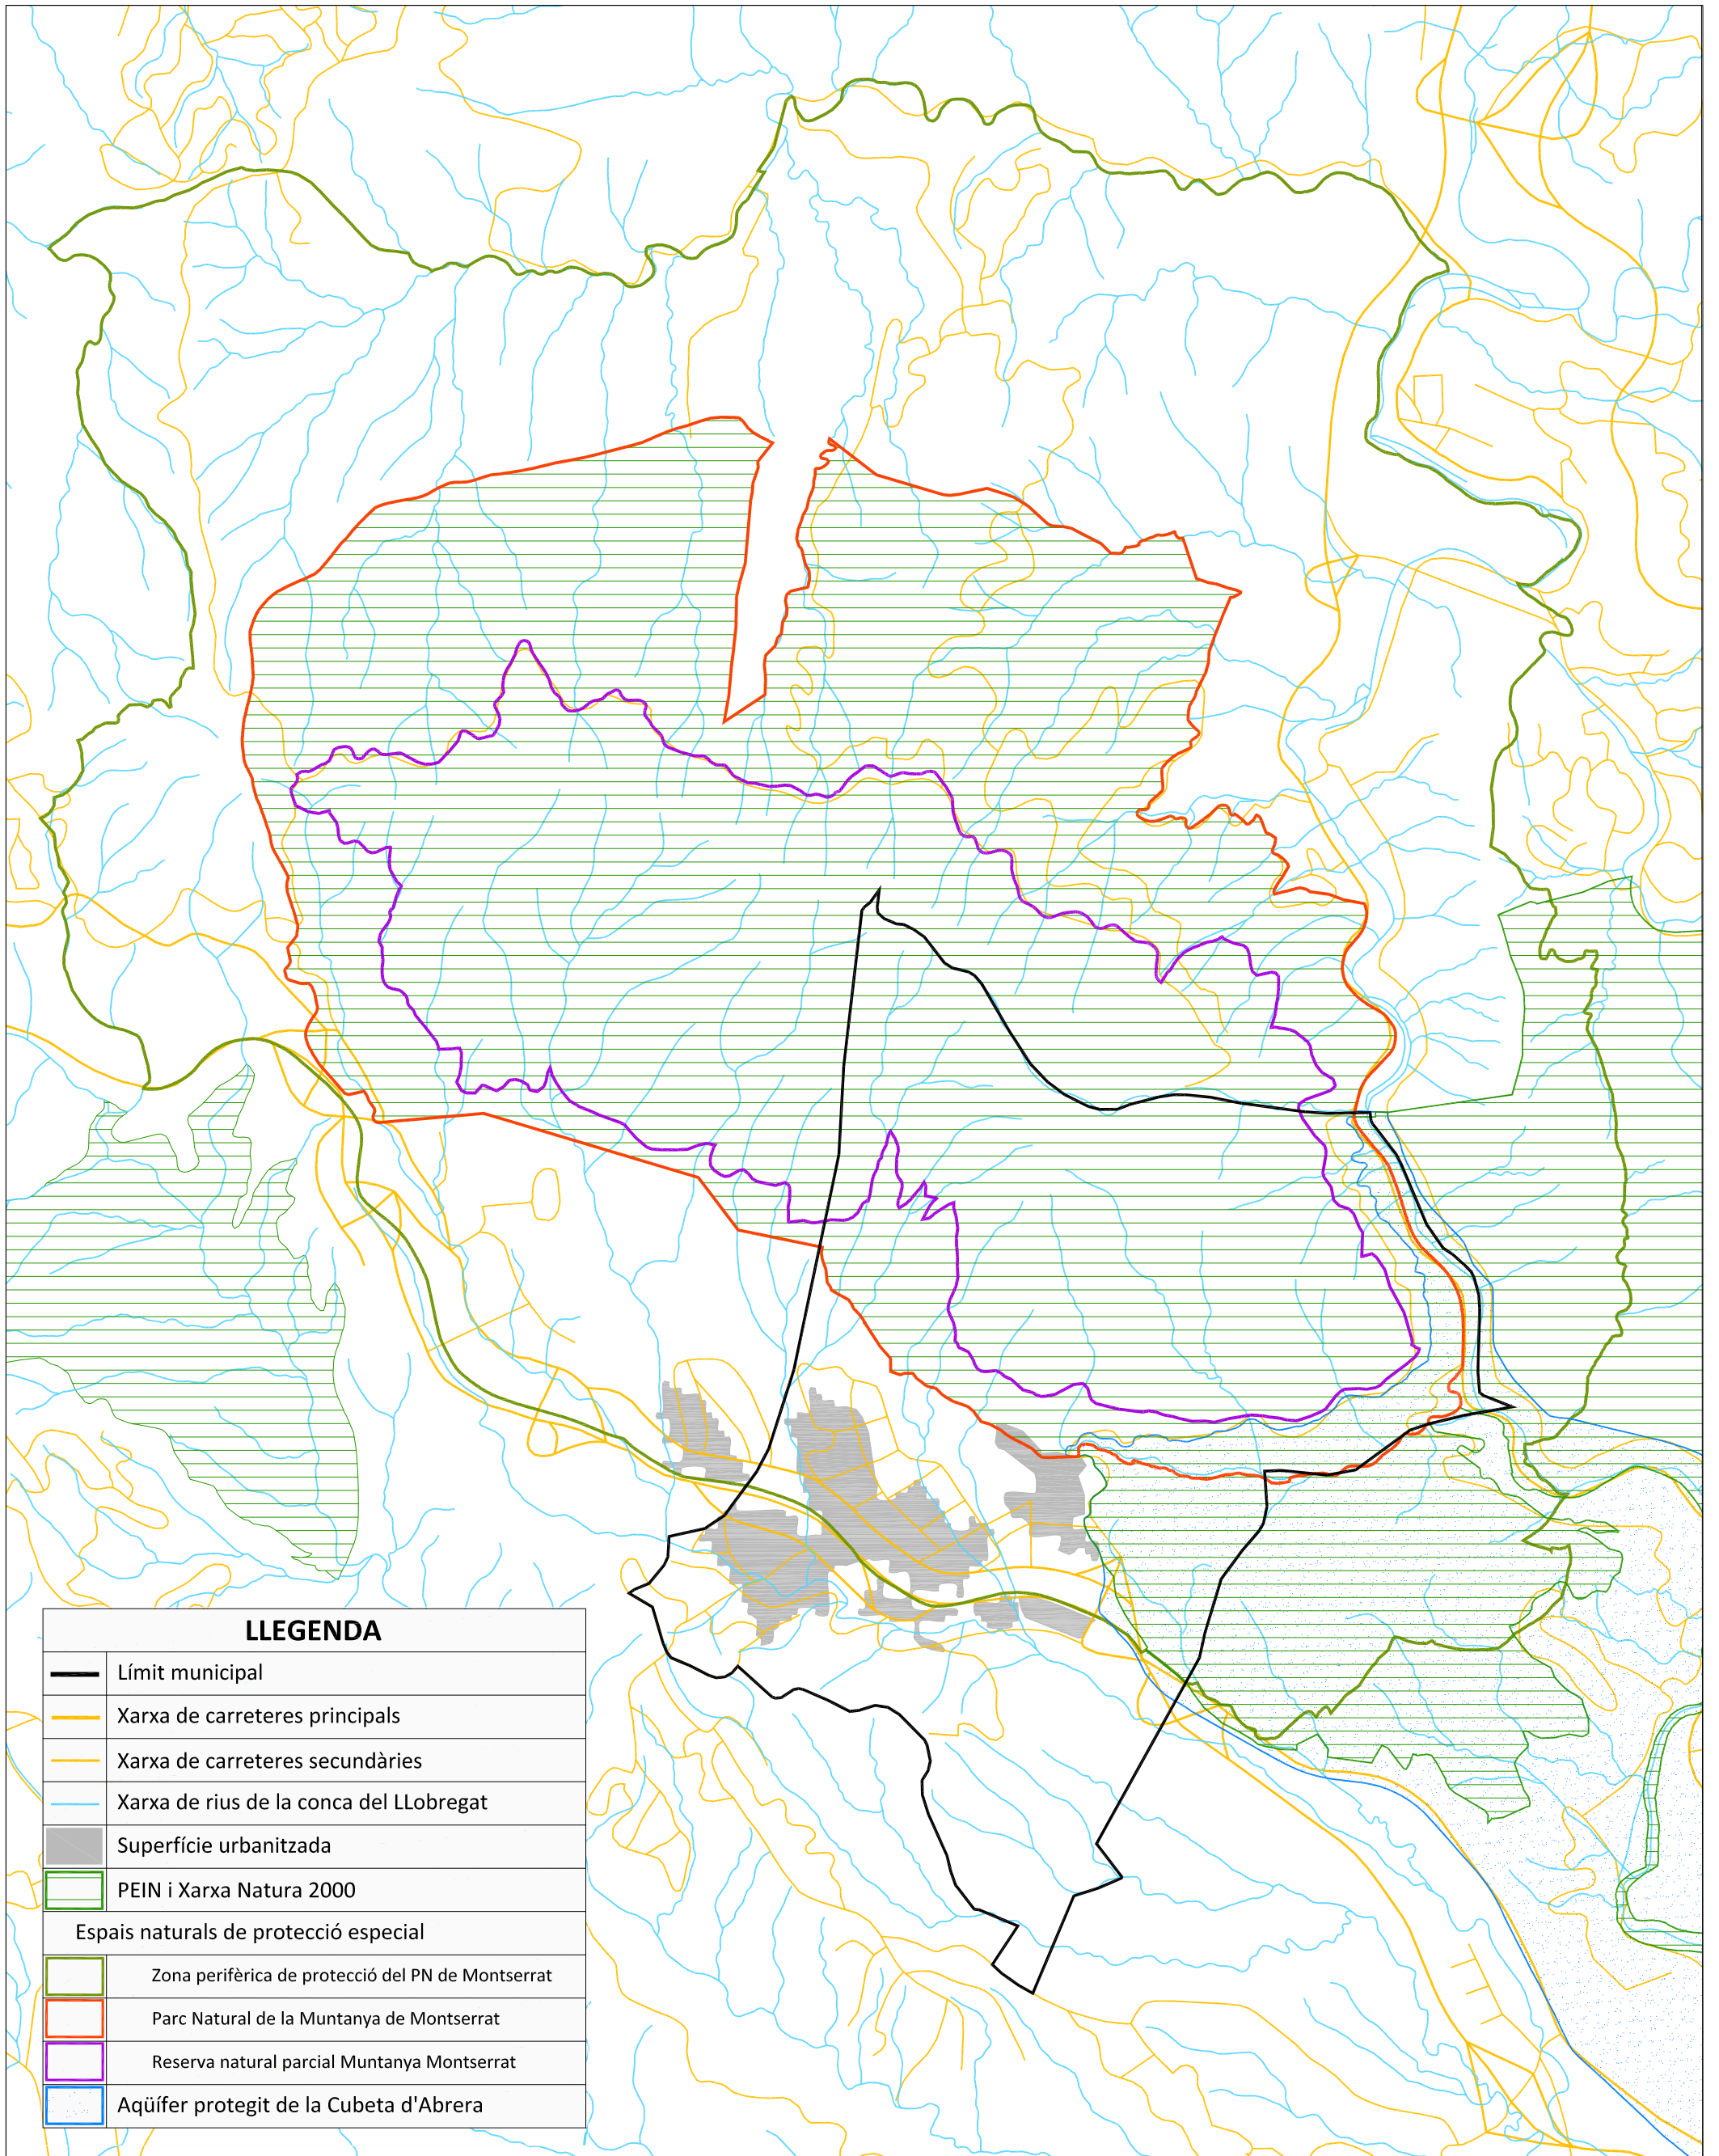 LLEGENDA
Límit municipal
Xarxa de carreteres principals
Xarxa de carreteres secundàries
Xarxa de rius de la conca del LLobregat
Superfície urbanitzada
PEIN i Xarxa Natura 2000
Espais naturals de protecció especial
Zona perifèrica de protecció del PN de Montserrat
Parc Natural de la Muntanya de Montserrat
Reserva natural parcial Muntanya Montserrat
Aqüífer protegit de la Cubeta d'Abrera